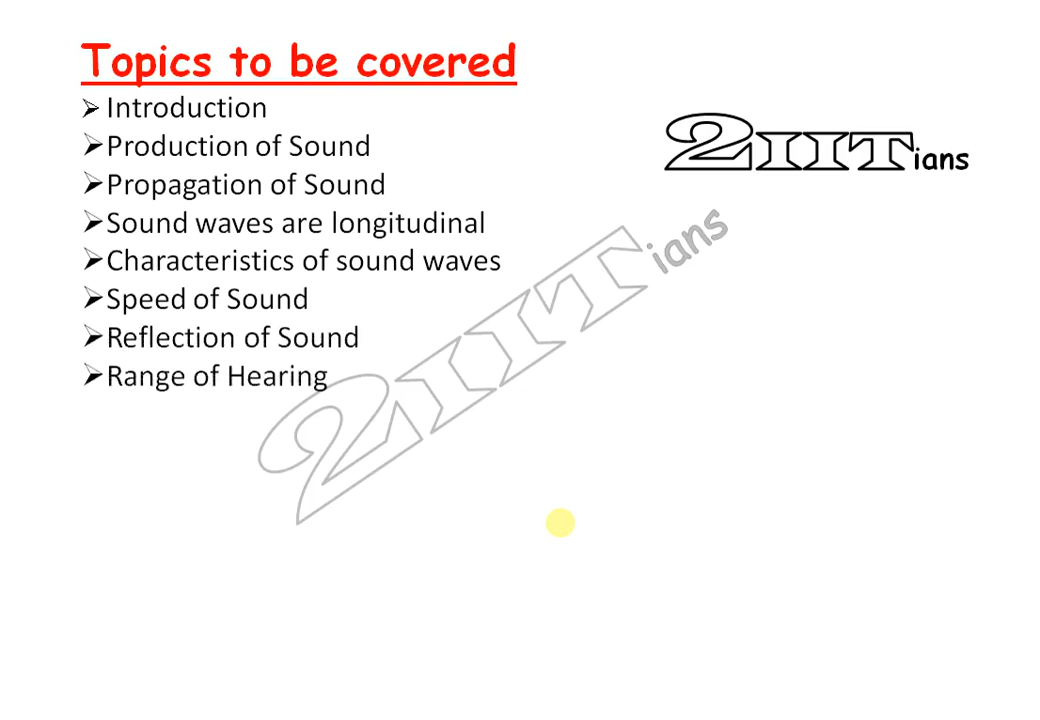 Topics to be covered
Introduction
Production of Sound
Propagation of Sound
Sound waves are longitudinal
Characteristics of sound waves
Speed of Sound
Reflection of Sound
Range of Hearing
2IITians
2IITians